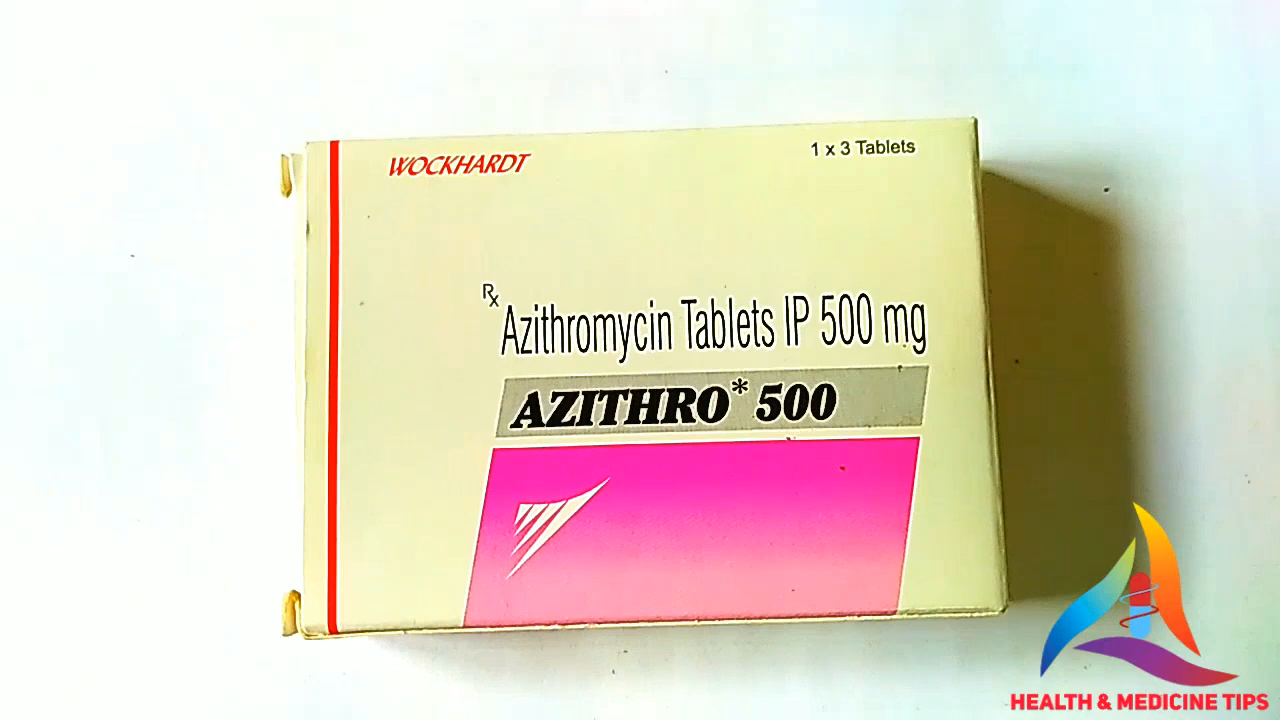 WOCKHARDT
1 x 3 Tablets
Rx Azithromycin Tablets IP 500 mg
AZITHRO* 500
HEALTH & MEDICINE TIPS